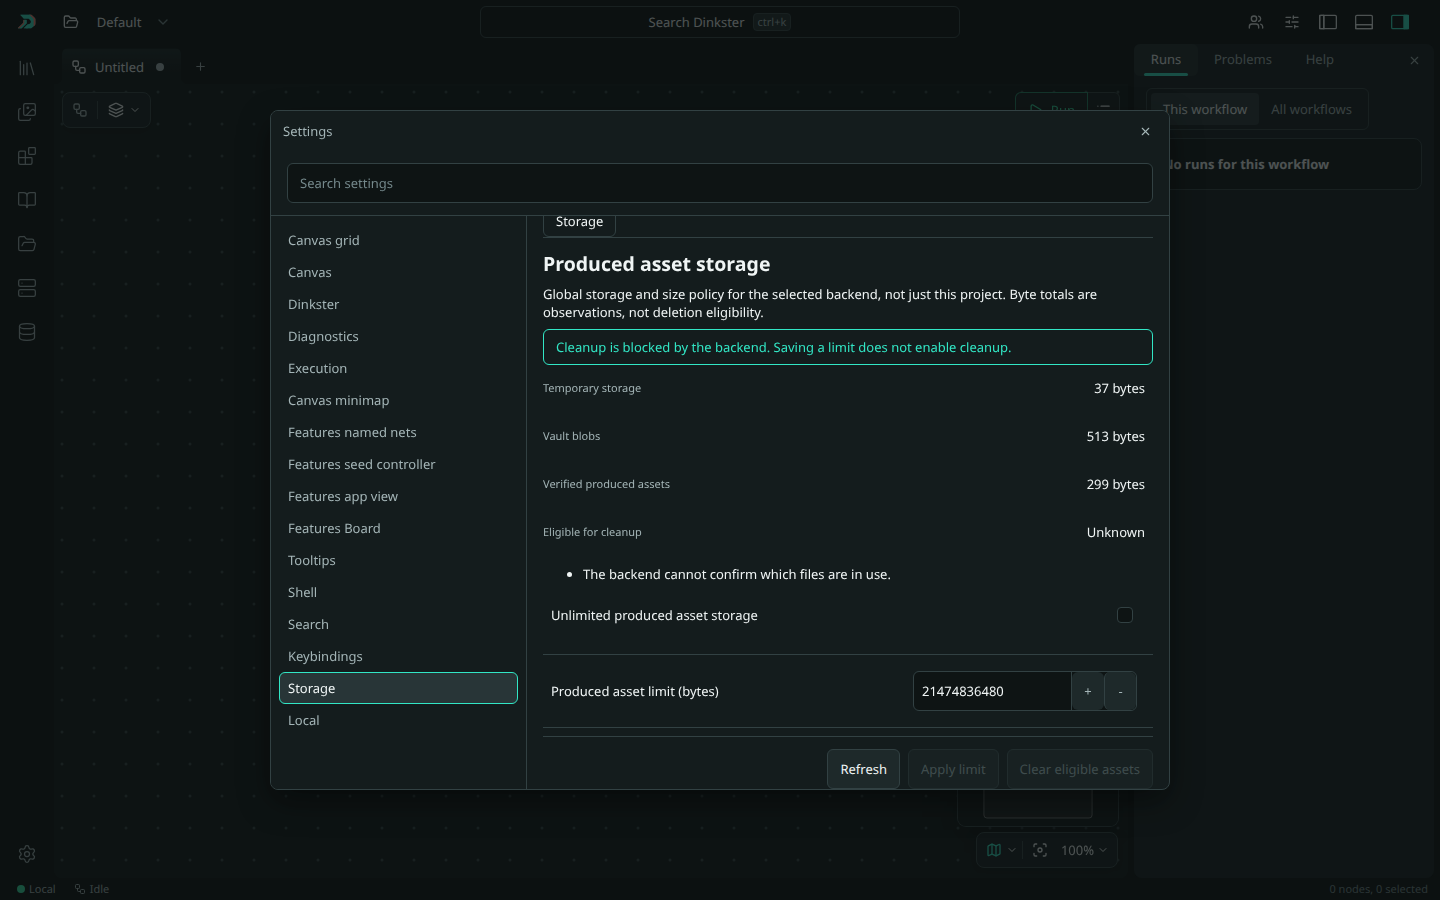 Default
Search Dinkster ctrl+k
Untitled
Runs Problems Help
This workflow All workflows
No runs for this workflow
Run
Settings
Search settings
Canvas grid
Canvas
Dinkster
Diagnostics
Execution
Canvas minimap
Features named nets
Features seed controller
Features app view
Features Board
Tooltips
Shell
Search
Keybindings
Storage
Local
Storage
Produced asset storage
Global storage and size policy for the selected backend, not just this project. Byte totals are
observations, not deletion eligibility.
Cleanup is blocked by the backend. Saving a limit does not enable cleanup.
Temporary storage 37 bytes
Vault blobs 513 bytes
Verified produced assets 299 bytes
Eligible for cleanup Unknown
• The backend cannot confirm which files are in use.
Unlimited produced asset storage
Produced asset limit (bytes) 21474836480 + -
Refresh Apply limit Clear eligible assets
100%
Local Idle
0 nodes, 0 selected